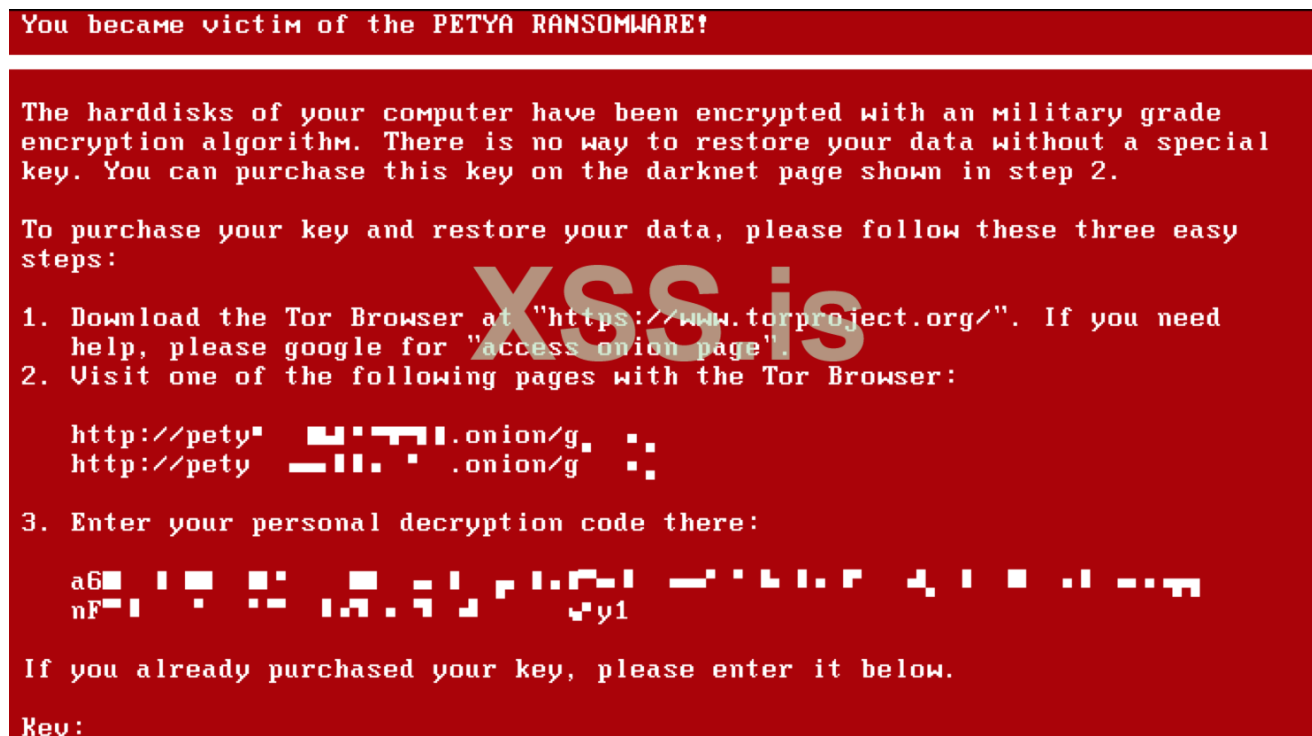 You became victim of the PETYA RANSOMWARE!
The harddisks of your computer have been encrypted with an military grade
encryption algorithm. There is no way to restore your data without a special
key. You can purchase this key on the darknet page shown in step 2.
To purchase your key and restore your data, please follow these three easy
steps:
XSS.is
1. Download the Tor Browser at "https://www.torproject.org/". If you need
help, please google for "access onion page".
2. Visit one of the following pages with the Tor Browser:
http://pety .onion/g
http://pety .onion/g
3. Enter your personal decryption code there:
a6
nF y1
If you already purchased your key, please enter it below.
Key: